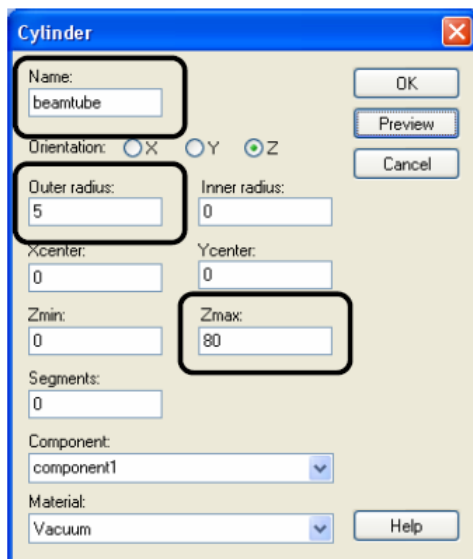 Cylinder
Name:
beamtube
OK
Preview
Cancel
Orientation: X Y Z
Outer radius: Inner radius:
5 0
Xcenter: Ycenter:
0 0
Zmin: Zmax:
0 80
Segments:
0
Component:
component1
Material:
Vacuum
Help